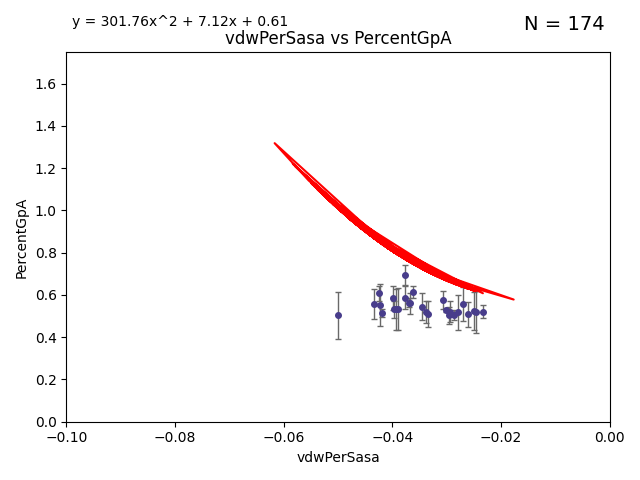 y = 301.76x^2 + 7.12x + 0.61
N = 174
vdwPerSasa vs PercentGpA
PercentGpA
1.6
1.4
1.2
1.0
0.8
0.6
0.4
0.2
0.0
−0.10 −0.08 −0.06 −0.04 −0.02 0.00
vdwPerSasa